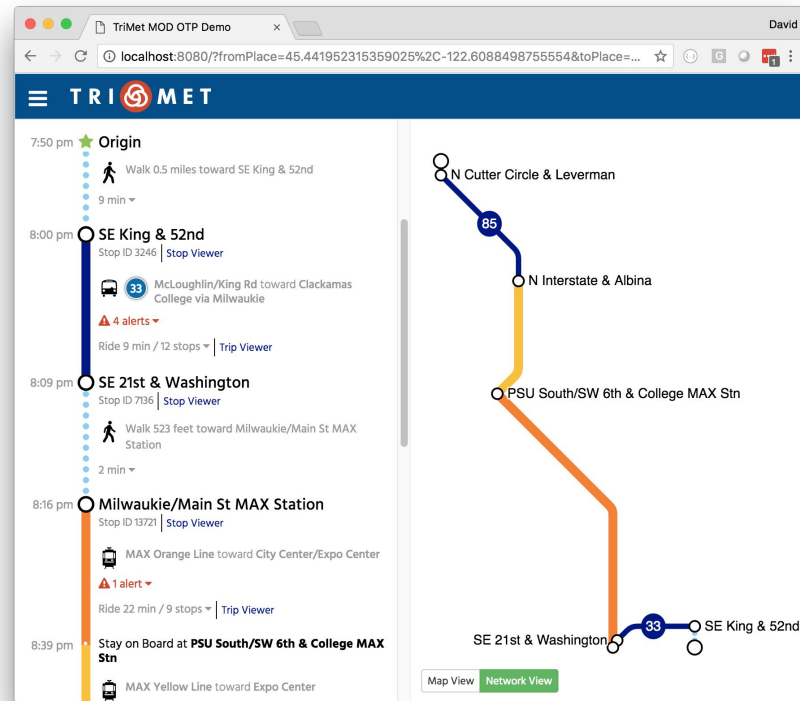 TriMet MOD OTP Demo
David
localhost:8080/?fromPlace=45.441952315359025%2C-122.6088498755554&toPlace=...
G
1
TRI MET
7:50 pm Origin
Walk 0.5 miles toward SE King & 52nd
9 min
8:00 pm SE King & 52nd
Stop ID 3246 Stop Viewer
33 McLoughlin/King Rd toward Clackamas
College via Milwaukie
4 alerts
Ride 9 min / 12 stops Trip Viewer
8:09 pm SE 21st & Washington
Stop ID 7136 Stop Viewer
Walk 523 feet toward Milwaukie/Main St MAX
Station
2 min
8:16 pm Milwaukie/Main St MAX Station
Stop ID 13721 Stop Viewer
MAX Orange Line toward City Center/Expo Center
1 alert
Ride 22 min / 9 stops Trip Viewer
8:39 pm Stay on Board at PSU South/SW 6th & College MAX
Stn
MAX Yellow Line toward Expo Center
N Cutter Circle & Leverman
85
N Interstate & Albina
PSU South/SW 6th & College MAX Stn
33 SE King & 52nd
SE 21st & Washington
Map View Network View